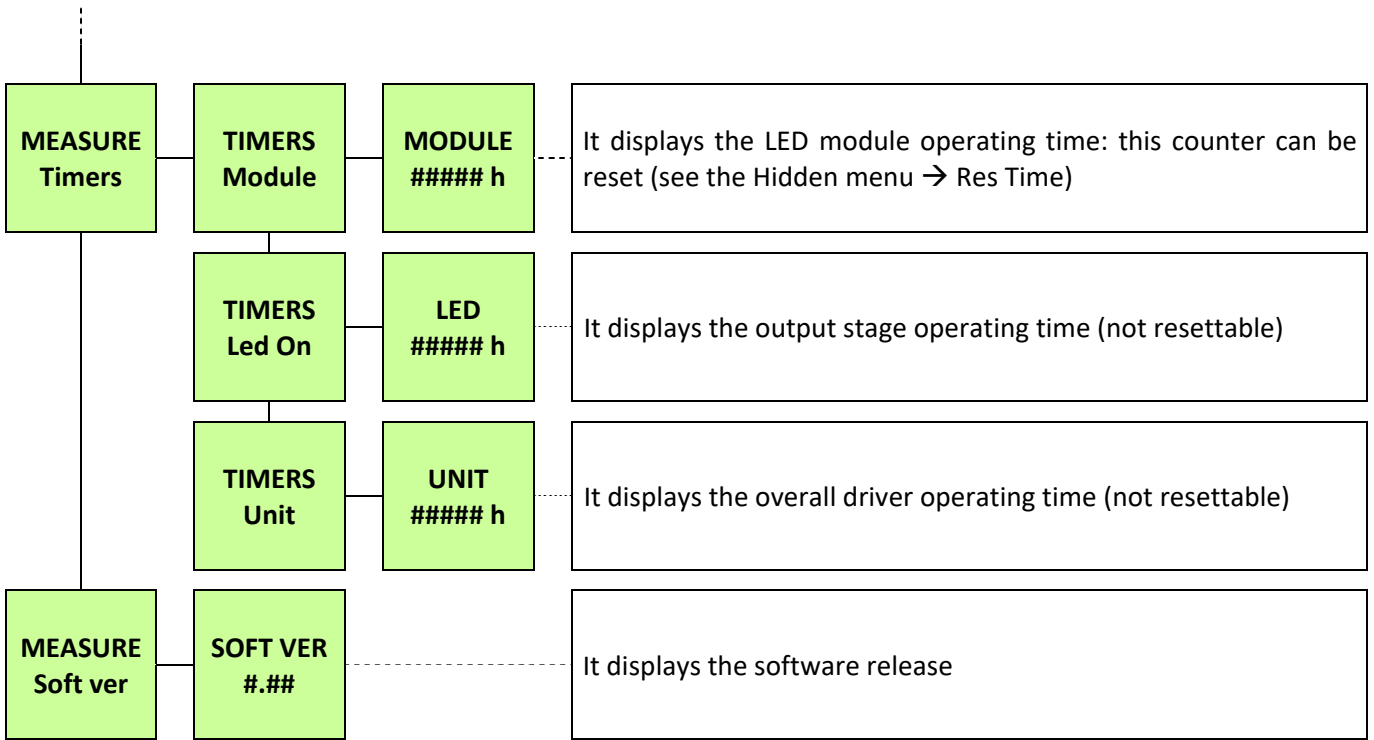 MEASURE
Timers
TIMERS
Module
MODULE
##### h
It displays the LED module operating time: this counter can be
reset (see the Hidden menu → Res Time)
TIMERS
Led On
LED
##### h
It displays the output stage operating time (not resettable)
TIMERS
Unit
UNIT
##### h
It displays the overall driver operating time (not resettable)
MEASURE
Soft ver
SOFT VER
#.##
It displays the software release